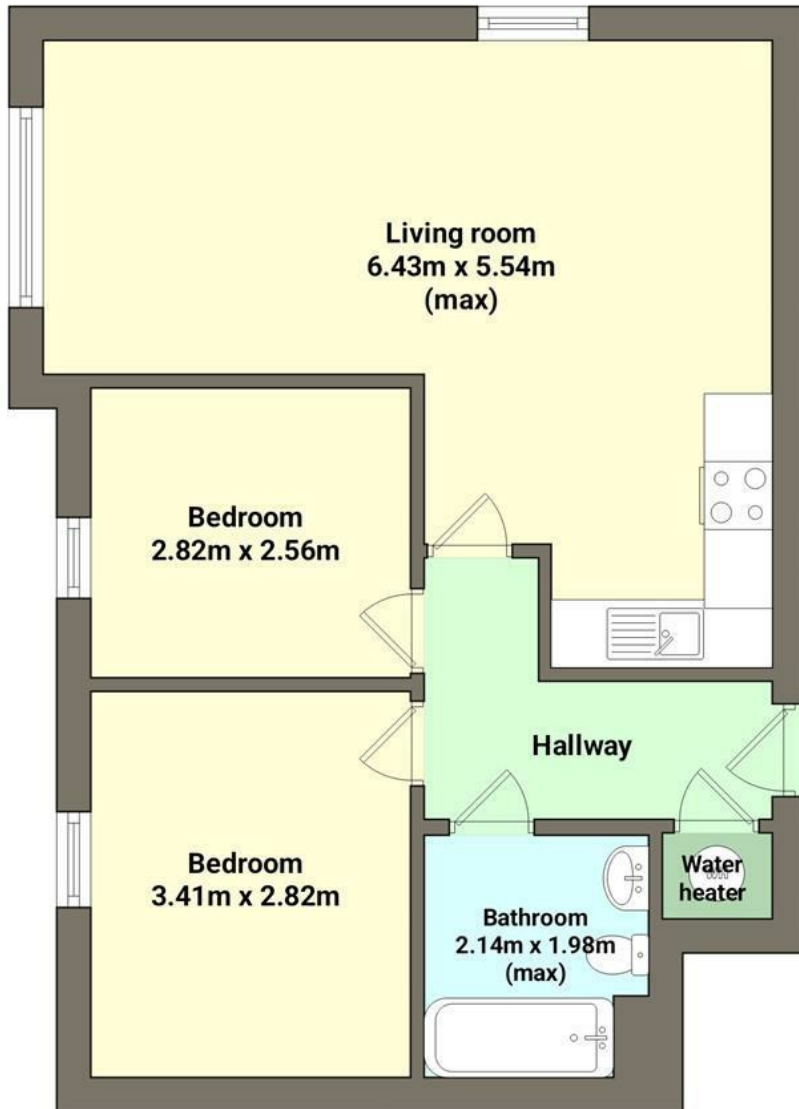 Living room
6.43m x 5.54m
(max)
Bedroom
2.82m x 2.56m
Hallway
Bedroom
3.41m x 2.82m
Water
heater
WH
Bathroom
2.14m x 1.98m
(max)